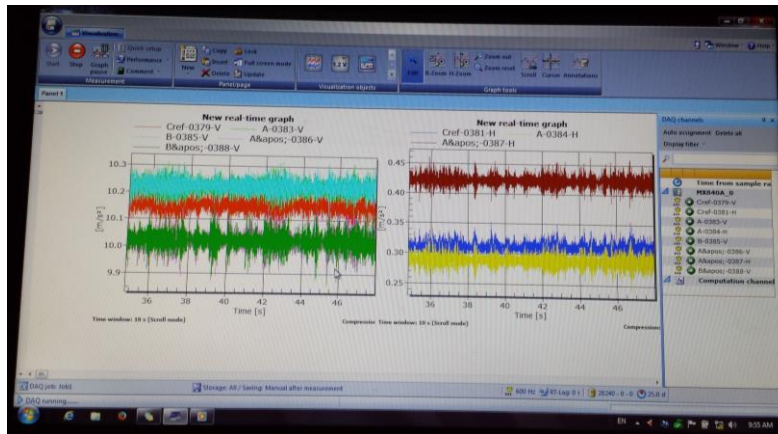 Visualization
Window Help
Start Stop Graph pause
Quick setup
Performance
Comment
Measurement
New
Copy Lock
Insert Full screen mode
Delete Update
Panel/page
Visualization objects
Edit B-Zoom H-Zoom
Zoom out
Zoom reset
Scroll Cursor Annotations
Graph tools
Panel 1
New real-time graph
Cref-0379-V A-0383-V
B-0385-V A&apos;-0386-V
B&apos;-0388-V
10.3
10.2
10.1
10.0
9.9
[m/s²]
36 38 40 42 44 46
Time [s]
Time window: 10 s (Scroll mode)
New real-time graph
Cref-0381-H A-0384-H
A&apos;-0387-H
0.45
0.40
0.35
0.30
0.25
[m/s²]
36 38 40 42 44 46
Time [s]
Time window: 10 s (Scroll mode)
DAQ channels
Auto assignment Delete all
Display filter
Time from sample ra
MX840A_0
Cref-0379-V
Cref-0381-H
A-0383-V
A-0384-H
B-0385-V
A&apos;-0386-V
A&apos;-0387-H
B&apos;-0388-V
Computation channel
DAQ job: Job1
Storage: All / Saving: Manual after measurement
600 Hz
DAQ running......
EN
9:55 AM